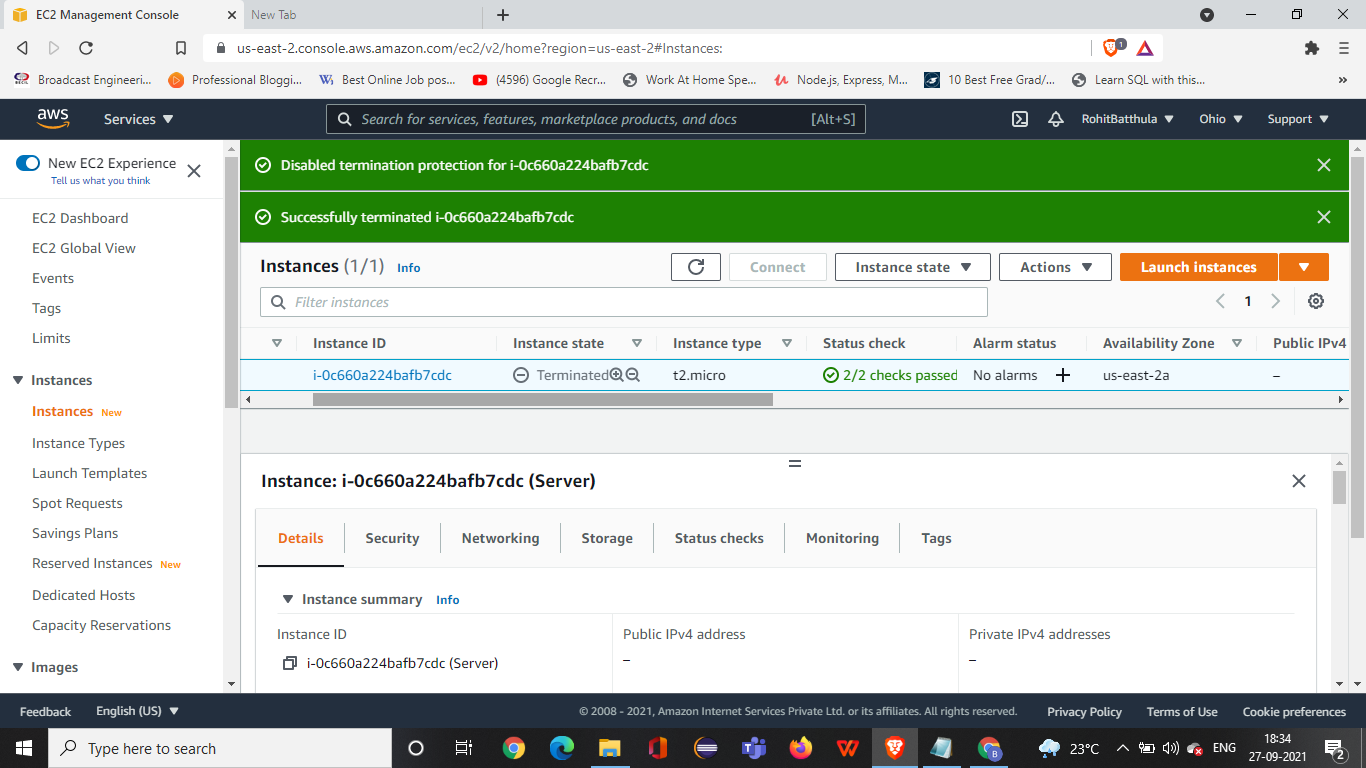 EC2 Management Console
New Tab
us-east-2.console.aws.amazon.com/ec2/v2/home?region=us-east-2#Instances:
1
BECIL Broadcast Engineeri...
Professional Bloggi...
Best Online Job pos...
(4596) Google Recr...
Work At Home Spe...
Node.js, Express, M...
10 Best Free Grad/...
Learn SQL with this...
»
aws
Services
Search for services, features, marketplace products, and docs [Alt+S]
RohitBatthula
Ohio
Support
New EC2 Experience
Tell us what you think
EC2 Dashboard
EC2 Global View
Events
Tags
Limits
Instances
Instances New
Instance Types
Launch Templates
Spot Requests
Savings Plans
Reserved Instances New
Dedicated Hosts
Capacity Reservations
Images
Disabled termination protection for i-0c660a224bafb7cdc
Successfully terminated i-0c660a224bafb7cdc
Instances (1/1) Info
Connect
Instance state
Actions
Launch instances
Filter instances
1
Instance ID Instance state Instance type Status check Alarm status Availability Zone Public IPv4
i-0c660a224bafb7cdc Terminated t2.micro 2/2 checks passed No alarms + us-east-2a –
Instance: i-0c660a224bafb7cdc (Server)
Details Security Networking Storage Status checks Monitoring Tags
Instance summary Info
Instance ID Public IPv4 address Private IPv4 addresses
i-0c660a224bafb7cdc (Server) – –
Feedback English (US) © 2008 - 2021, Amazon Internet Services Private Ltd. or its affiliates. All rights reserved. Privacy Policy Terms of Use Cookie preferences
Type here to search
23°C
ENG
18:34
27-09-2021
2